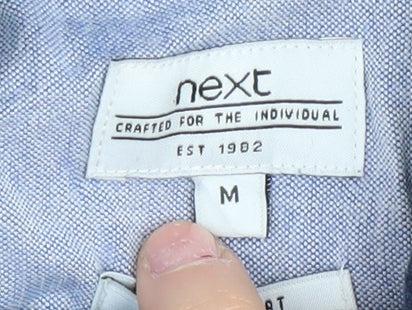 next
CRAFTED FOR THE INDIVIDUAL
EST 1982
M